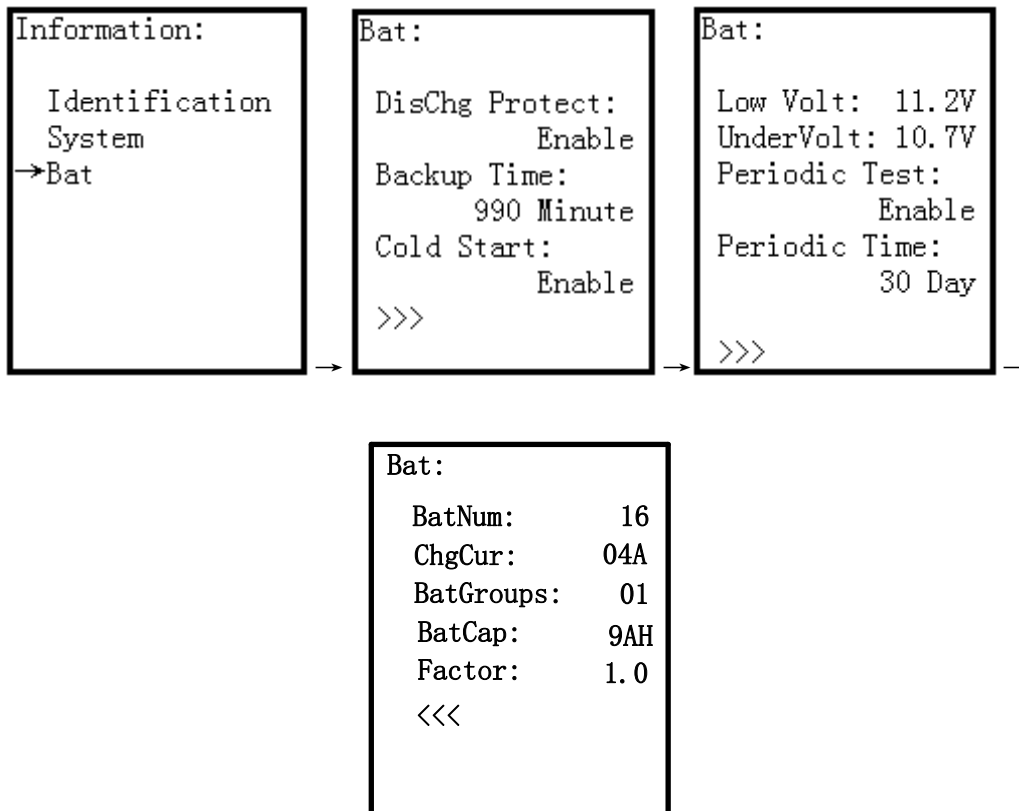 Information:
Identification
System
→Bat
→
Bat:
DisChg Protect:
Enable
Backup Time:
990 Minute
Cold Start:
Enable
>>>
→
Bat:
Low Volt: 11.2V
UnderVolt: 10.7V
Periodic Test:
Enable
Periodic Time:
30 Day
>>>
Bat:
BatNum: 16
ChgCur: 04A
BatGroups: 01
BatCap: 9AH
Factor: 1.0
<<<